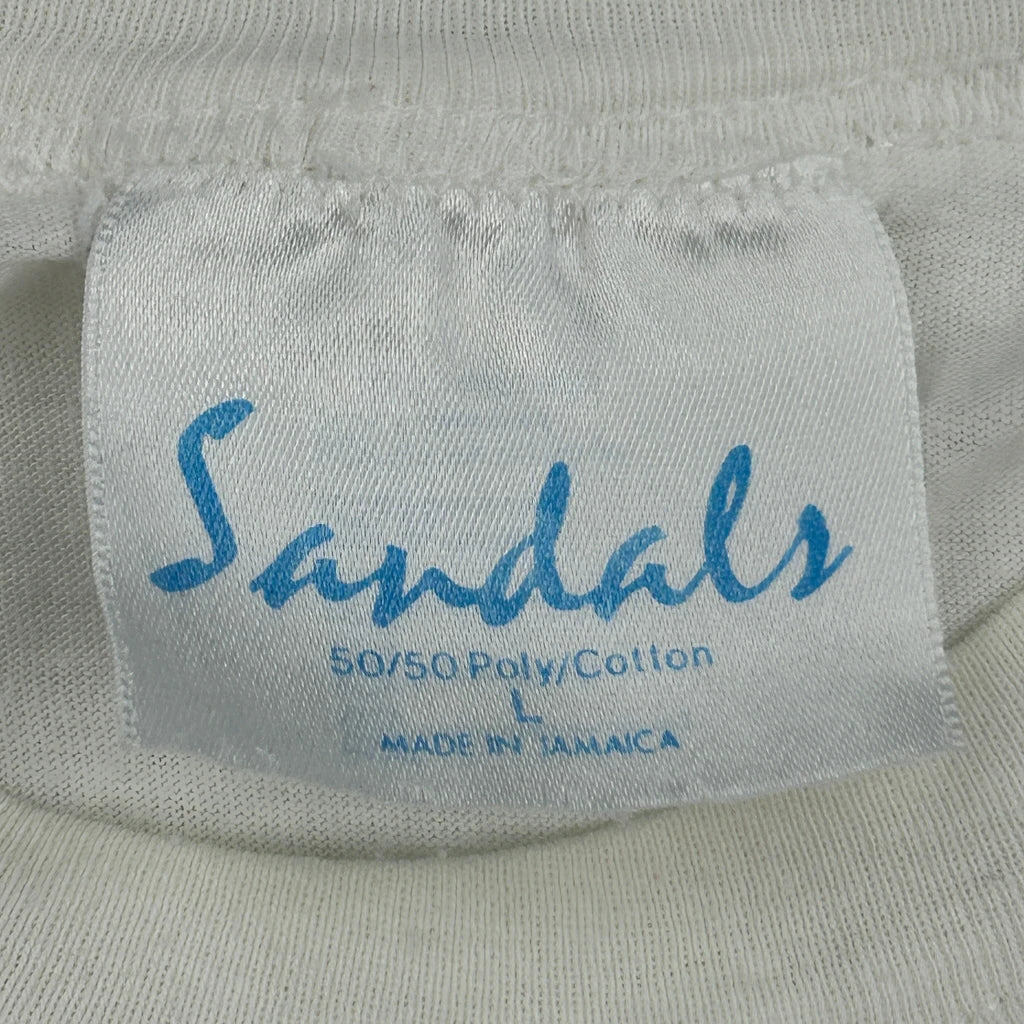 Sandals
50/50 Poly/Cotton
L
MADE IN JAMAICA